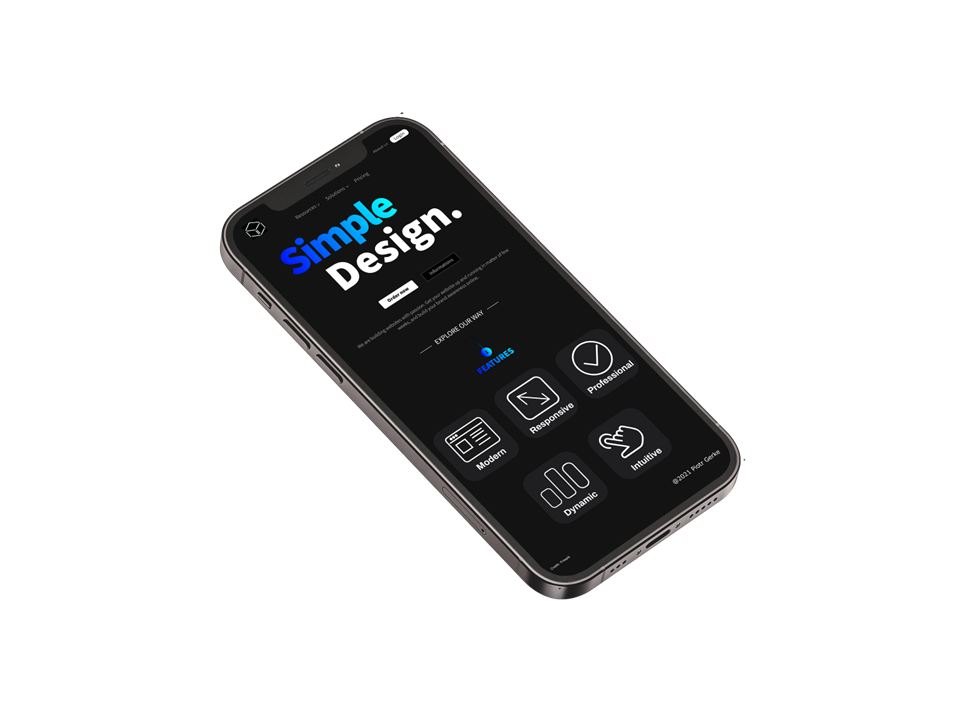 About us
Login
Resources
Solutions
Pricing
Simple
Design.
Order now
Informations
We are building websites with passion. Get your website up and running in matter of few
weeks, and build your brand awareness online.
EXPLORE OUR WAY
FEATURES
Modern
Responsive
Professional
Dynamic
Intuitive
@2021 Piotr Gerke